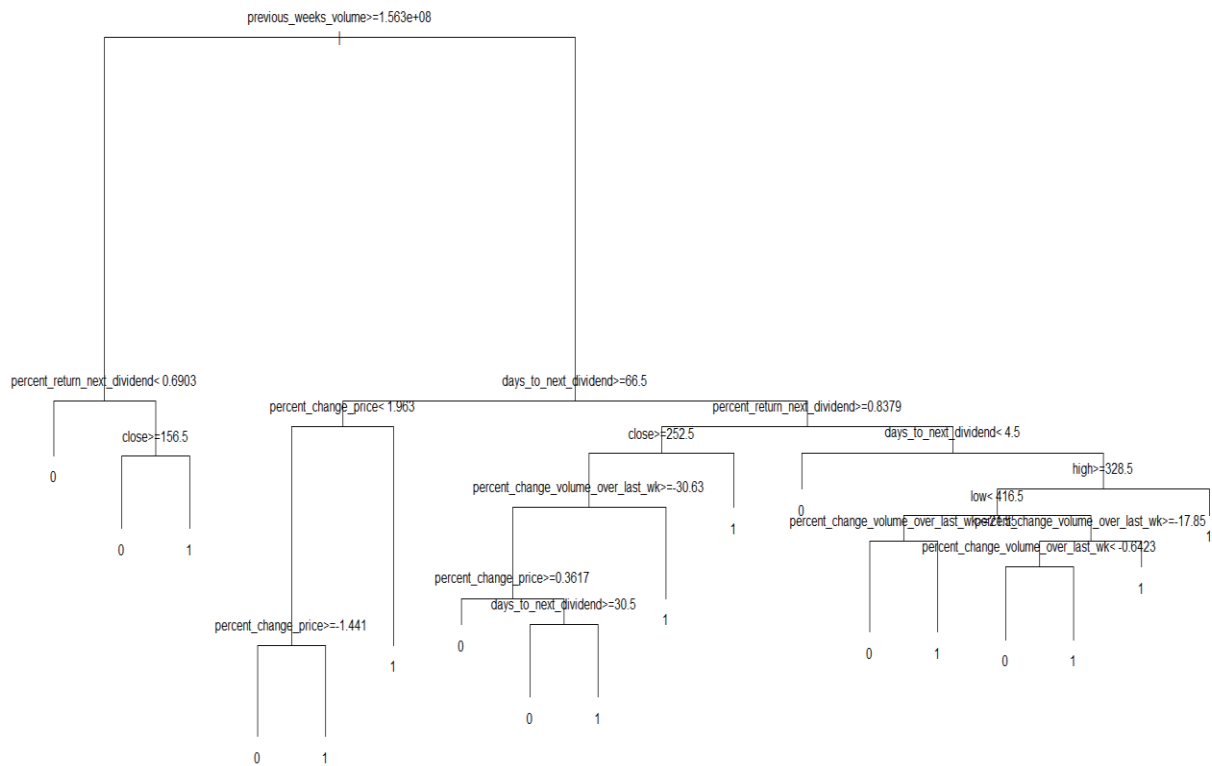 previous_weeks_volume>=1.563e+08
percent_return_next_dividend< 0.6903
days_to_next_dividend>=66.5
percent_change_price< 1.963
percent_return_next_dividend>=0.8379
close>=156.5
close>=252.5
days_to_next_dividend< 4.5
0
high>=328.5
percent_change_volume_over_last_wk>=-30.63
low< 416.5
0
percent_change_volume_over_last_wk
percent_change_volume_over_last_wk>=-17.85
1
1
0
1
percent_change_volume_over_last_wk< -0.6423
percent_change_price>=0.3617
1
days_to_next_dividend>=30.5
1
percent_change_price>=-1.441
0
0
1
0
1
1
0
1
0
1